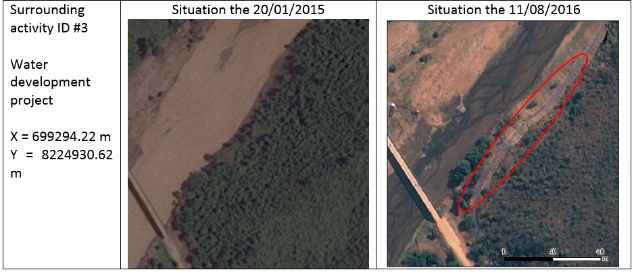 Surrounding
activity ID #3
Water
development
project
X = 699294.22 m
Y = 8224930.62
m
Situation the 20/01/2015
Situation the 11/08/2016